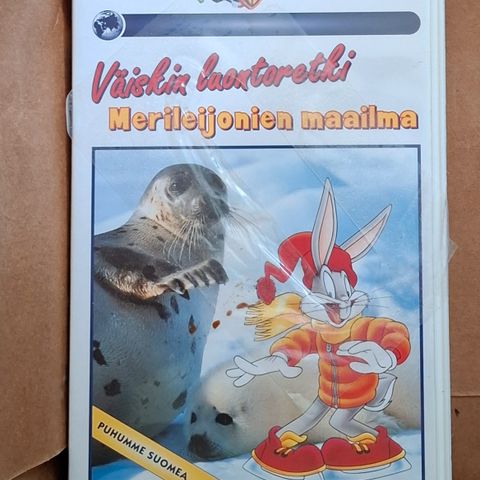 Väiskin luontoretki
Merileijonien maailma
PUHUMME SUOMEA